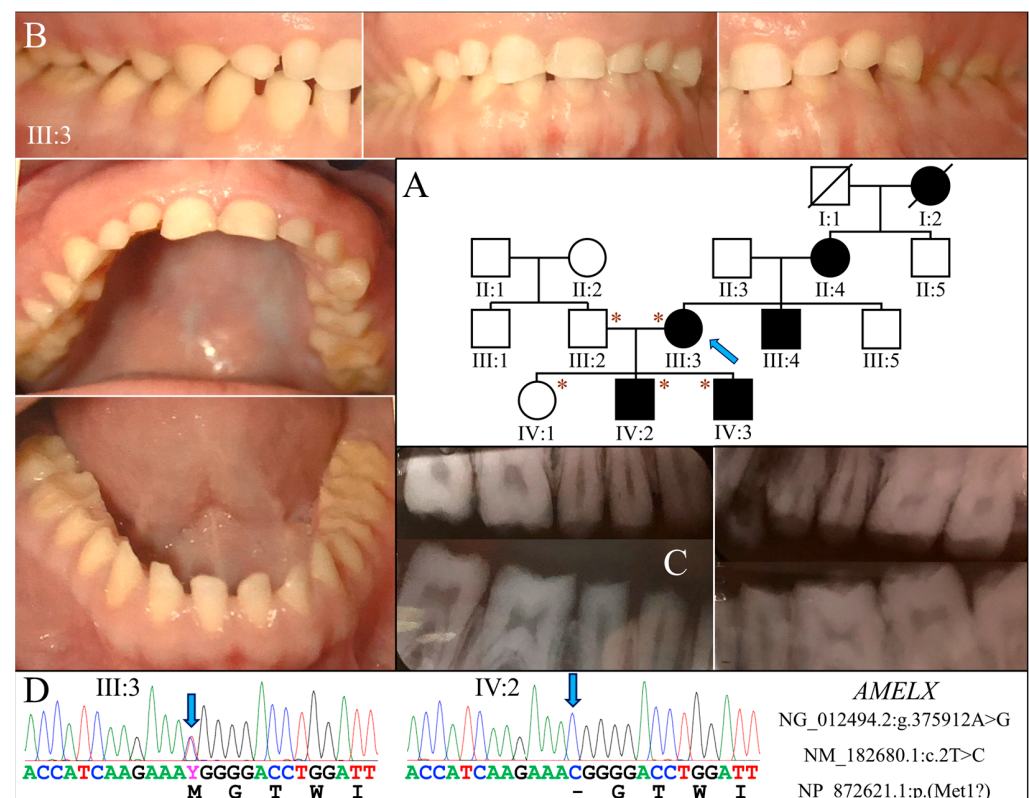 B
III:3
A
I:1 I:2
II:1 II:2 II:3 II:4 II:5
* *
III:1 III:2 III:3 III:4 III:5
* * *
IV:1 IV:2 IV:3
C
D III:3 IV:2 AMELX
NG_012494.2:g.375912A>G
NM_182680.1:c.2T>C
ACCATCAAGAAAYGGGGACCTGGATT ACCATCAAGAAACGGGGACCTGGATT
M G T W I - G T W I NP_872621.1:p.(Met1?)